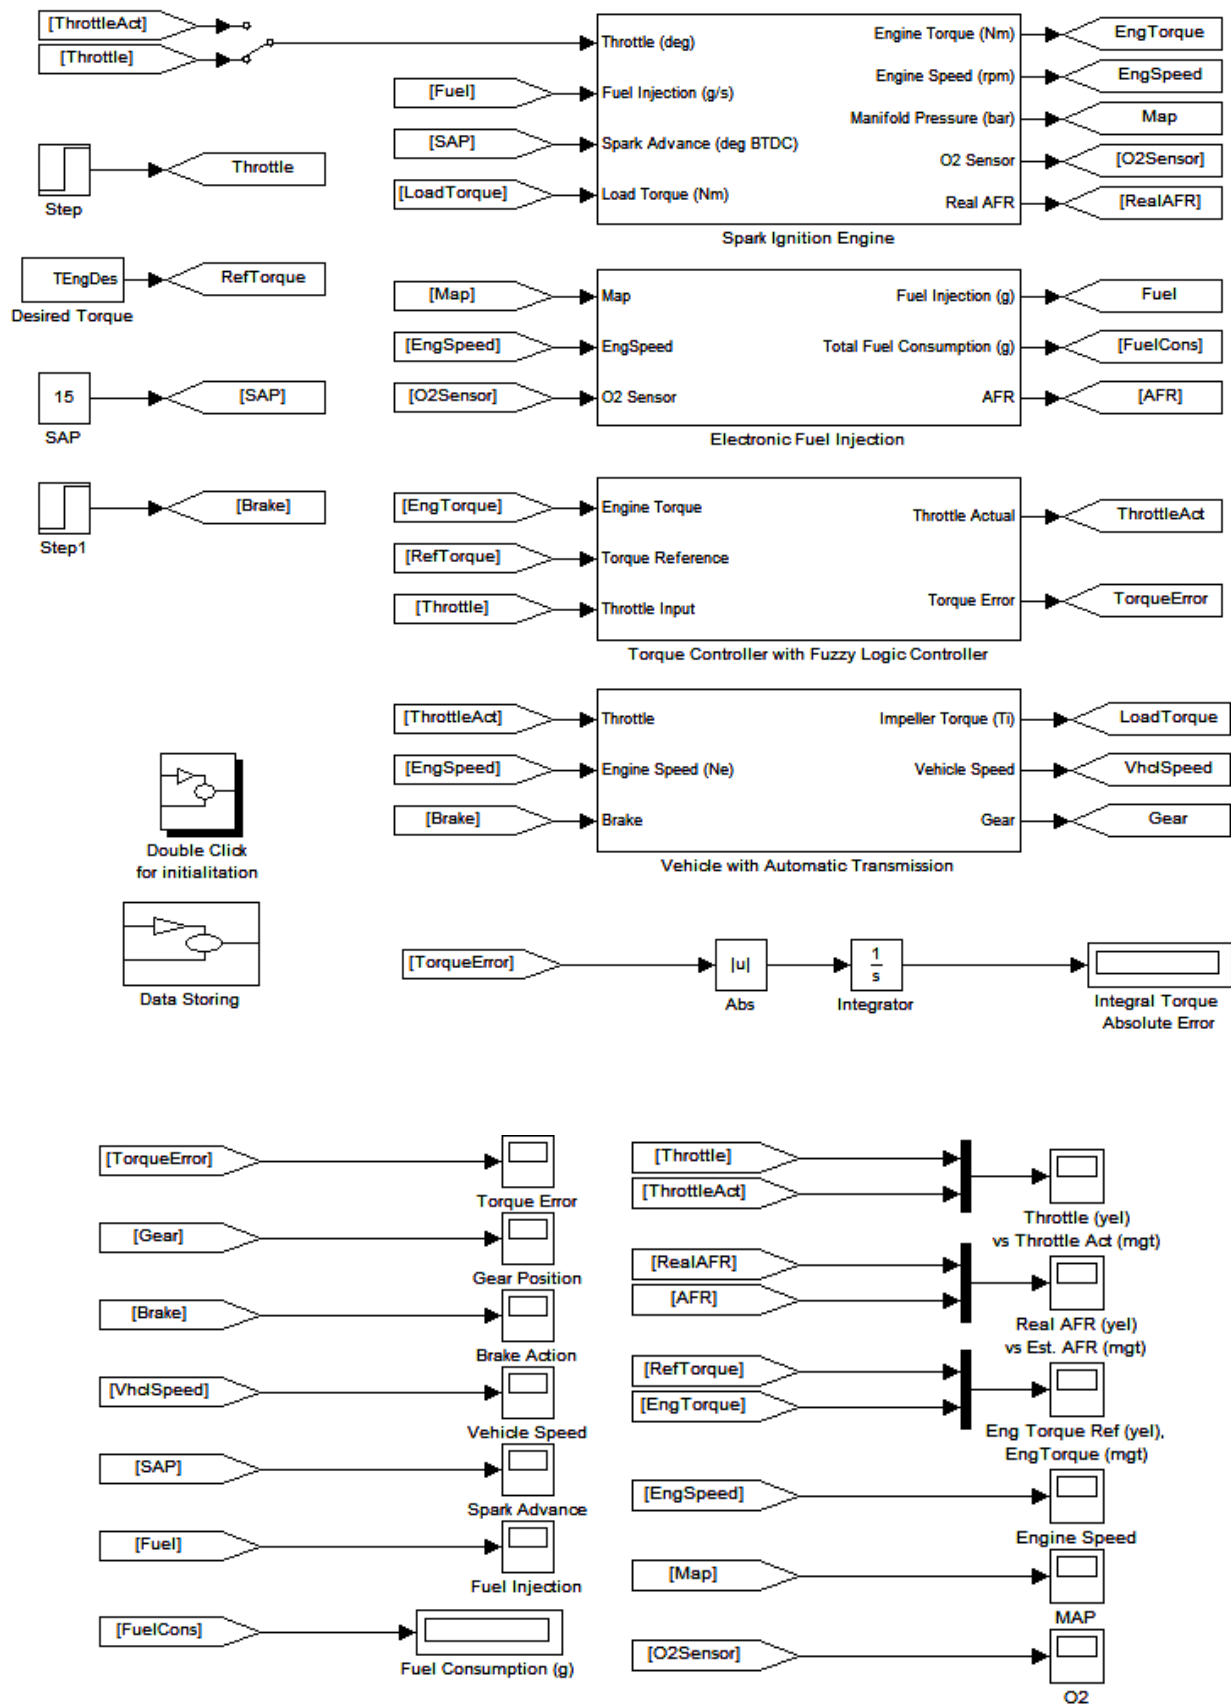 [ThrottleAct]
[Throttle]
Step
Throttle
TEngDes
Desired Torque
RefTorque
15
SAP
[SAP]
Step1
[Brake]
[Fuel]
[SAP]
[LoadTorque]
Throttle (deg)
Fuel Injection (g/s)
Spark Advance (deg BTDC)
Load Torque (Nm)
Engine Torque (Nm)
Engine Speed (rpm)
Manifold Pressure (bar)
O2 Sensor
Real AFR
Spark Ignition Engine
EngTorque
EngSpeed
Map
[O2Sensor]
[RealAFR]
[Map]
[EngSpeed]
[O2Sensor]
Map
EngSpeed
O2 Sensor
Fuel Injection (g)
Total Fuel Consumption (g)
AFR
Electronic Fuel Injection
Fuel
[FuelCons]
[AFR]
[EngTorque]
[RefTorque]
[Throttle]
Engine Torque
Torque Reference
Throttle Input
Throttle Actual
Torque Error
Torque Controller with Fuzzy Logic Controller
ThrottleAct
TorqueError
[ThrottleAct]
[EngSpeed]
[Brake]
Throttle
Engine Speed (Ne)
Brake
Impeller Torque (Ti)
Vehicle Speed
Gear
Vehicle with Automatic Transmission
LoadTorque
VhclSpeed
Gear
Double Click
for initialitation
Data Storing
[TorqueError]
|u|
Abs
1
s
Integrator
Integral Torque
Absolute Error
[TorqueError]
Torque Error
[Gear]
Gear Position
[Brake]
Brake Action
[VhclSpeed]
Vehicle Speed
[SAP]
Spark Advance
[Fuel]
Fuel Injection
[FuelCons]
Fuel Consumption (g)
[Throttle]
[ThrottleAct]
Throttle (yel)
vs Throttle Act (mgt)
[RealAFR]
[AFR]
Real AFR (yel)
vs Est. AFR (mgt)
[RefTorque]
[EngTorque]
Eng Torque Ref (yel),
EngTorque (mgt)
[EngSpeed]
Engine Speed
[Map]
MAP
[O2Sensor]
O2